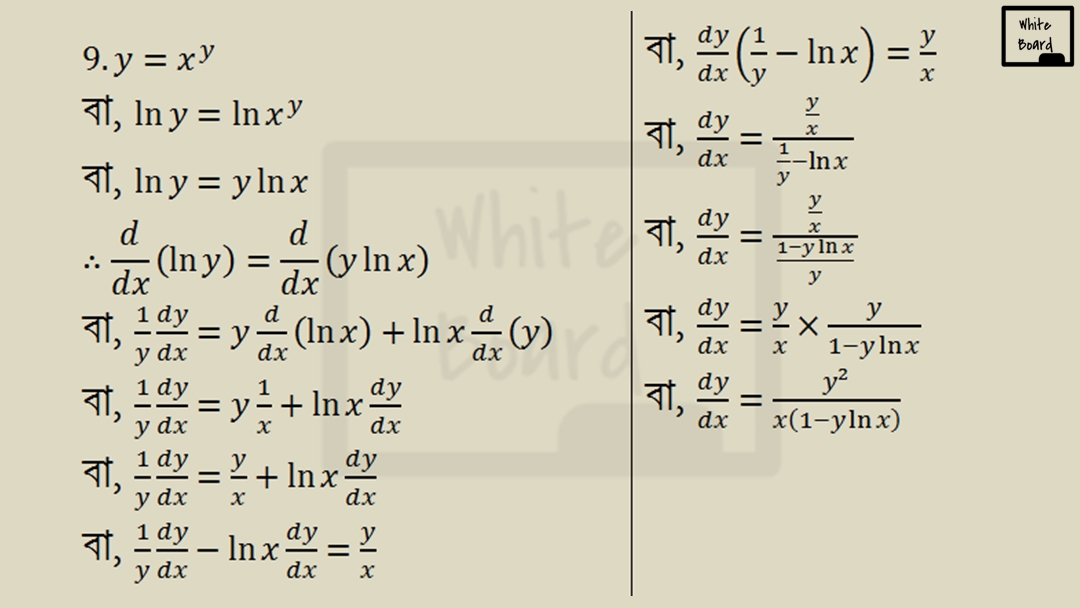 9. y = x^y
বা, ln y = ln x^y
বা, ln y = y ln x
∴ d/dx (ln y) = d/dx (y ln x)
বা, 1/y dy/dx = y d/dx (ln x) + ln x d/dx (y)
বা, 1/y dy/dx = y 1/x + ln x dy/dx
বা, 1/y dy/dx = y/x + ln x dy/dx
বা, 1/y dy/dx − ln x dy/dx = y/x
বা, dy/dx (1/y − ln x) = y/x
বা, dy/dx = (y/x)/(1/y − ln x)
বা, dy/dx = (y/x)/((1−y ln x)/y)
বা, dy/dx = y/x × y/(1−y ln x)
বা, dy/dx = y²/(x(1−y ln x))
White
Board
White
Board